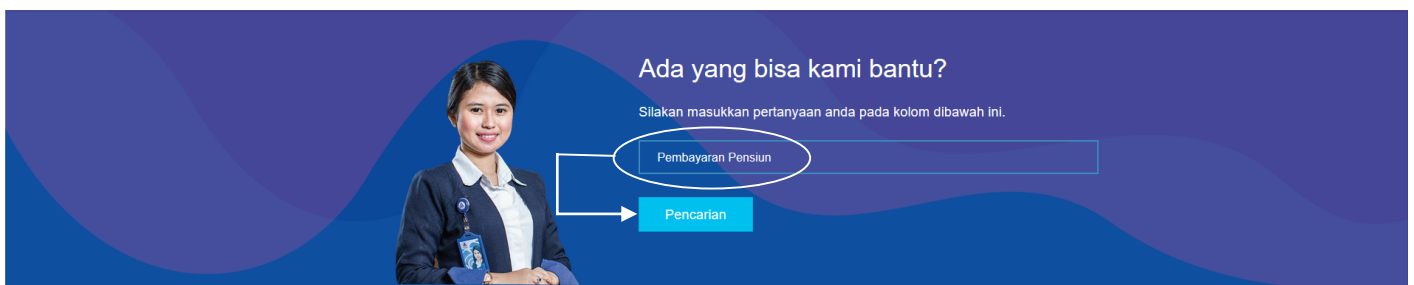 Ada yang bisa kami bantu?
Silakan masukkan pertanyaan anda pada kolom dibawah ini.
Pembayaran Pensiun
Pencarian